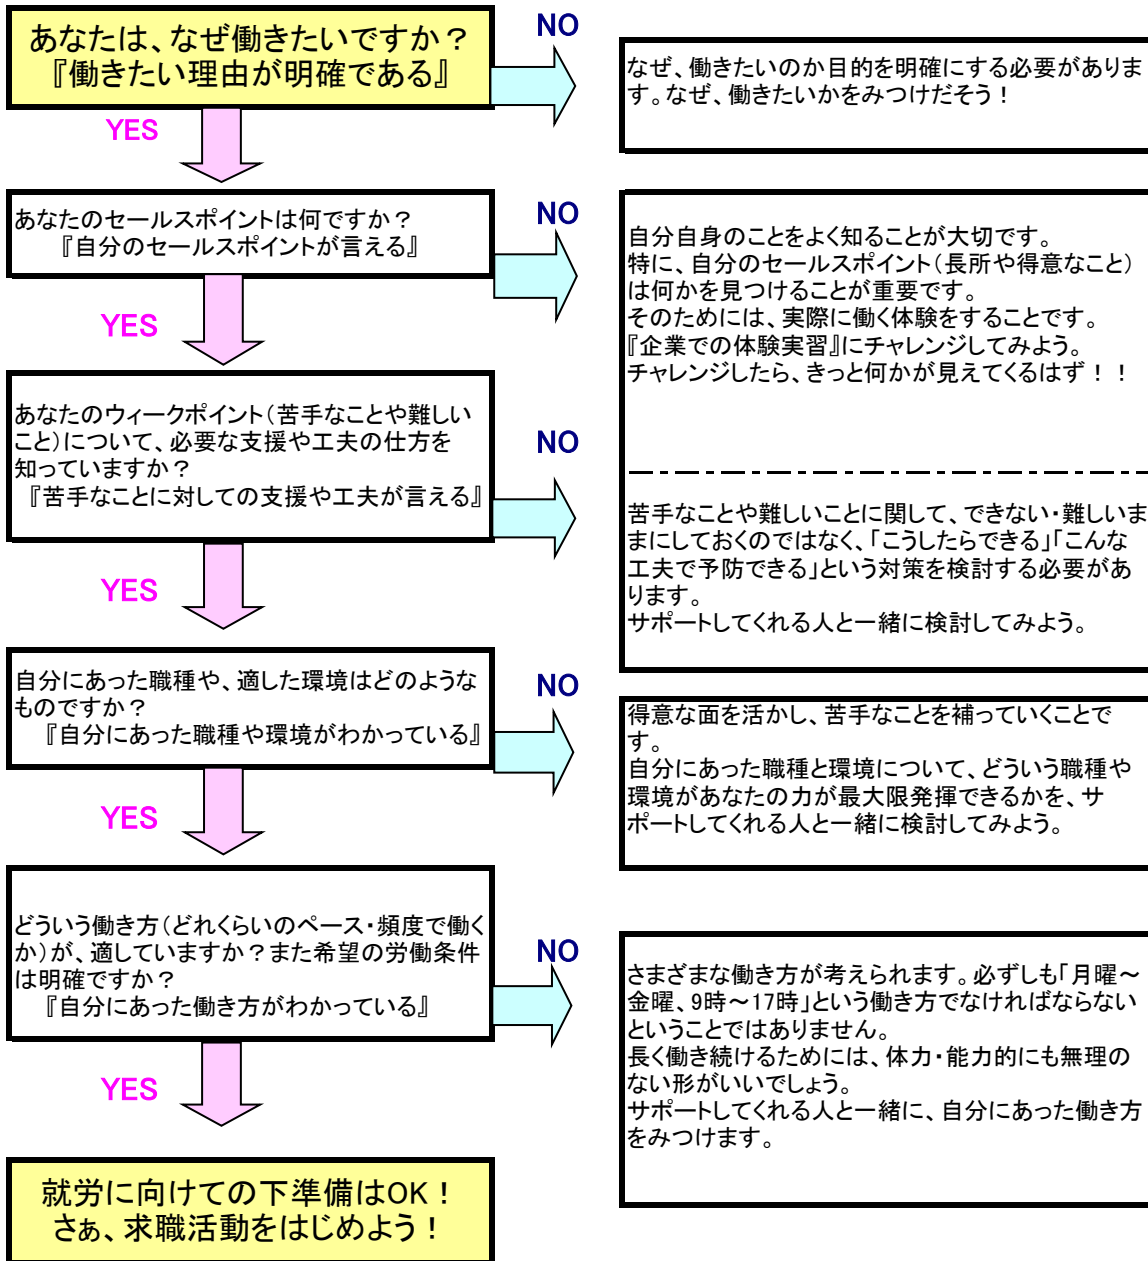 あなたは、なぜ働きたいですか？
『働きたい理由が明確である』
NO
なぜ、働きたいのか目的を明確にする必要がありま
す。なぜ、働きたいかをみつけだそう！
YES
あなたのセールスポイントは何ですか？
『自分のセールスポイントが言える』
NO
自分自身のことをよく知ることが大切です。
特に、自分のセールスポイント（長所や得意なこと）
は何かを見つけることが重要です。
そのためには、実際に働く体験をすることです。
『企業での体験実習』にチャレンジしてみよう。
チャレンジしたら、きっと何かが見えてくるはず！！
YES
あなたのウィークポイント（苦手なことや難しい
こと）について、必要な支援や工夫の仕方を
知っていますか？
『苦手なことに対しての支援や工夫が言える』
NO
苦手なことや難しいことに関して、できない・難しいま
まにしておくのではなく、「こうしたらできる」「こんな
工夫で予防できる」という対策を検討する必要があ
ります。
サポートしてくれる人と一緒に検討してみよう。
YES
自分にあった職種や、適した環境はどのような
ものですか？
『自分にあった職種や環境がわかっている』
NO
得意な面を活かし、苦手なことを補っていくことで
す。
自分にあった職種と環境について、どういう職種や
環境があなたの力が最大限発揮できるかを、サ
ポートしてくれる人と一緒に検討してみよう。
YES
どういう働き方（どれくらいのペース・頻度で働く
か）が、適していますか？また希望の労働条件
は明確ですか？
『自分にあった働き方がわかっている』
NO
さまざまな働き方が考えられます。必ずしも「月曜～
金曜、9時～17時」という働き方でなければならない
ということではありません。
長く働き続けるためには、体力・能力的にも無理の
ない形がいいでしょう。
サポートしてくれる人と一緒に、自分にあった働き方
をみつけます。
YES
就労に向けての下準備はOK！
さぁ、求職活動をはじめよう！